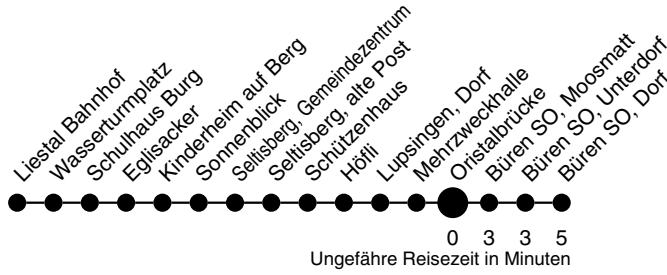 Liestal Bahnhof
Wasserturmplatz
Schulhaus Burg
Eglisacker
Kinderheim auf Berg
Sonnenblick
Seltisberg, Gemeindezentrum
Seltisberg, alte Post
Schützenhaus
Höfli
Lupsingen, Dorf
Mehrzweckhalle
Oristalbrücke
Büren SO, Moosmatt
Büren SO, Unterdorf
Büren SO, Dorf
0 3 3 5
Ungefähre Reisezeit in Minuten